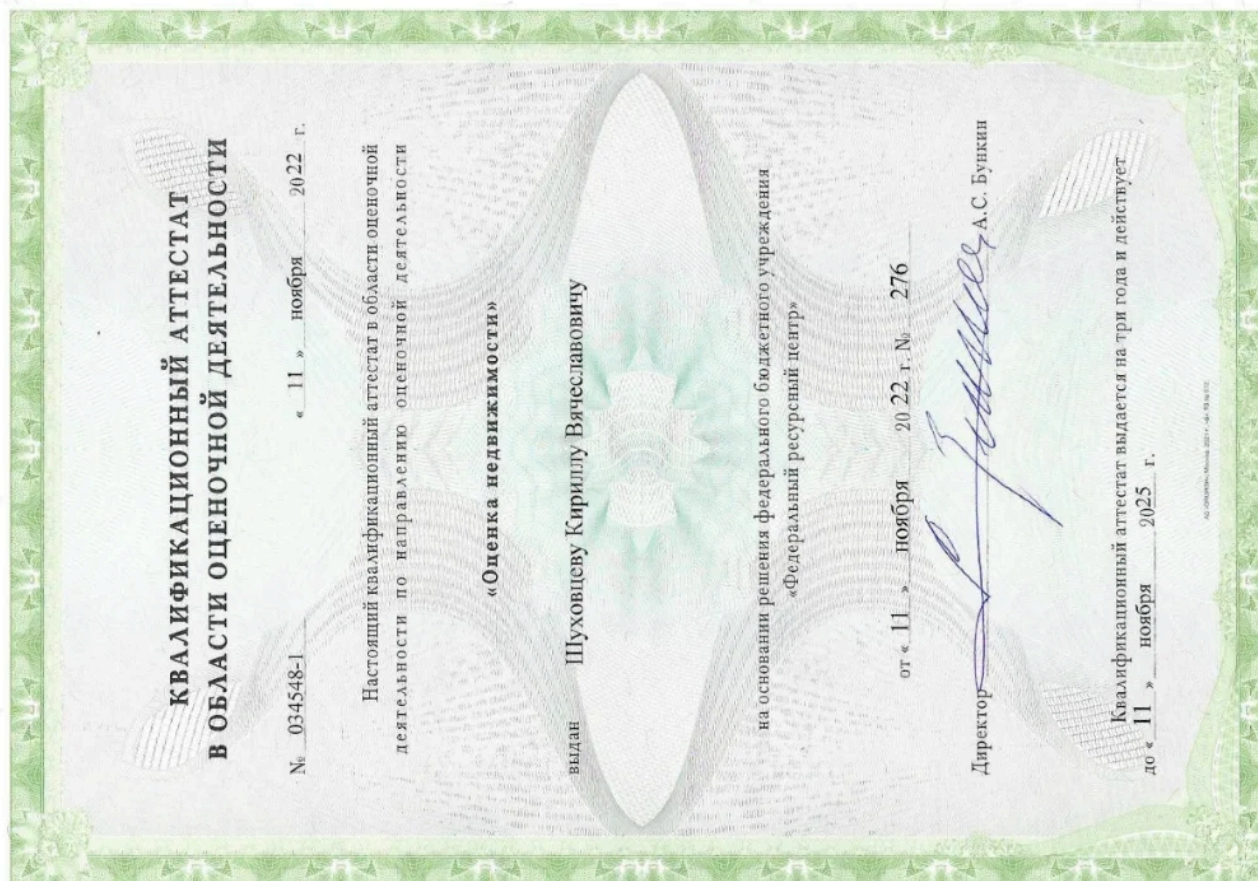 КВАЛИФИКАЦИОННЫЙ АТТЕСТАТ
В ОБЛАСТИ ОЦЕНОЧНОЙ ДЕЯТЕЛЬНОСТИ
№ 034548-1 « 11 » ноября 2022 г.
Настоящий квалификационный аттестат в области оценочной
деятельности по направлению оценочной деятельности
«Оценка недвижимости»
выдан Шуховцеву Кириллу Вячеславовичу
на основании решения федерального бюджетного учреждения
«Федеральный ресурсный центр»
от « 11 » ноября 20 22 г. № 276
Директор А.С. Бункин
Квалификационный аттестат выдается на три года и действует
до « 11 » ноября 2025 г.